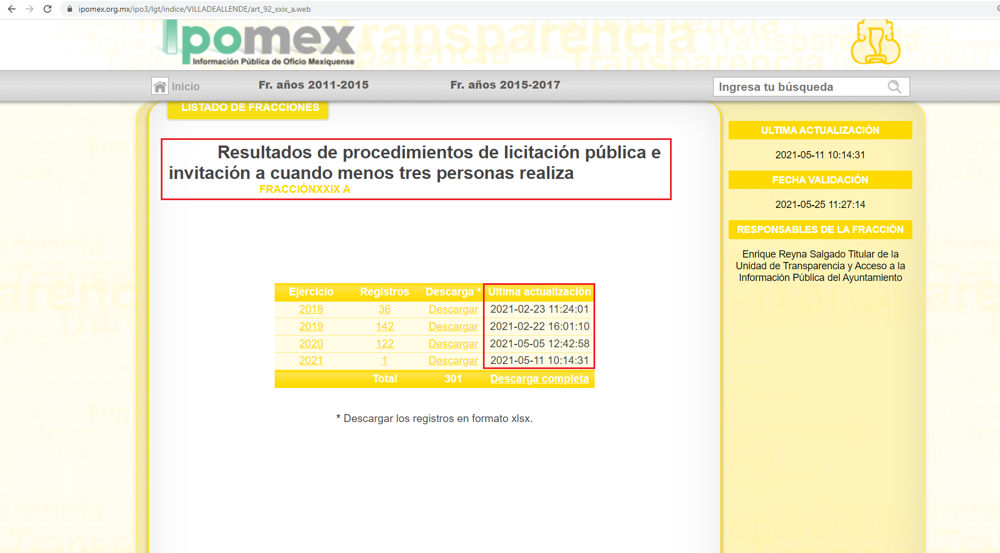 ipomex.org.mx/ipo3/lgt/indice/VILLADEALLENDE/art_92_xxix_a.web
Ipomex
Información Pública de Oficio Mexiquense
Transparencia
Inicio
Fr. años 2011-2015
Fr. años 2015-2017
Ingresa tu búsqueda
LISTADO DE FRACCIONES
Resultados de procedimientos de licitación pública e
invitación a cuando menos tres personas realiza
FRACCIÓNXXIX A
Ejercicio Registros Descarga * Ultima actualización
2018 36 Descargar 2021-02-23 11:24:01
2019 142 Descargar 2021-02-22 16:01:10
2020 122 Descargar 2021-05-05 12:42:58
2021 1 Descargar 2021-05-11 10:14:31
Total 301 Descarga completa
* Descargar los registros en formato xlsx.
ULTIMA ACTUALIZACIÓN
2021-05-11 10:14:31
FECHA VALIDACIÓN
2021-05-25 11:27:14
RESPONSABLES DE LA FRACCIÓN
Enrique Reyna Salgado Titular de la
Unidad de Transparencia y Acceso a la
Información Pública del Ayuntamiento